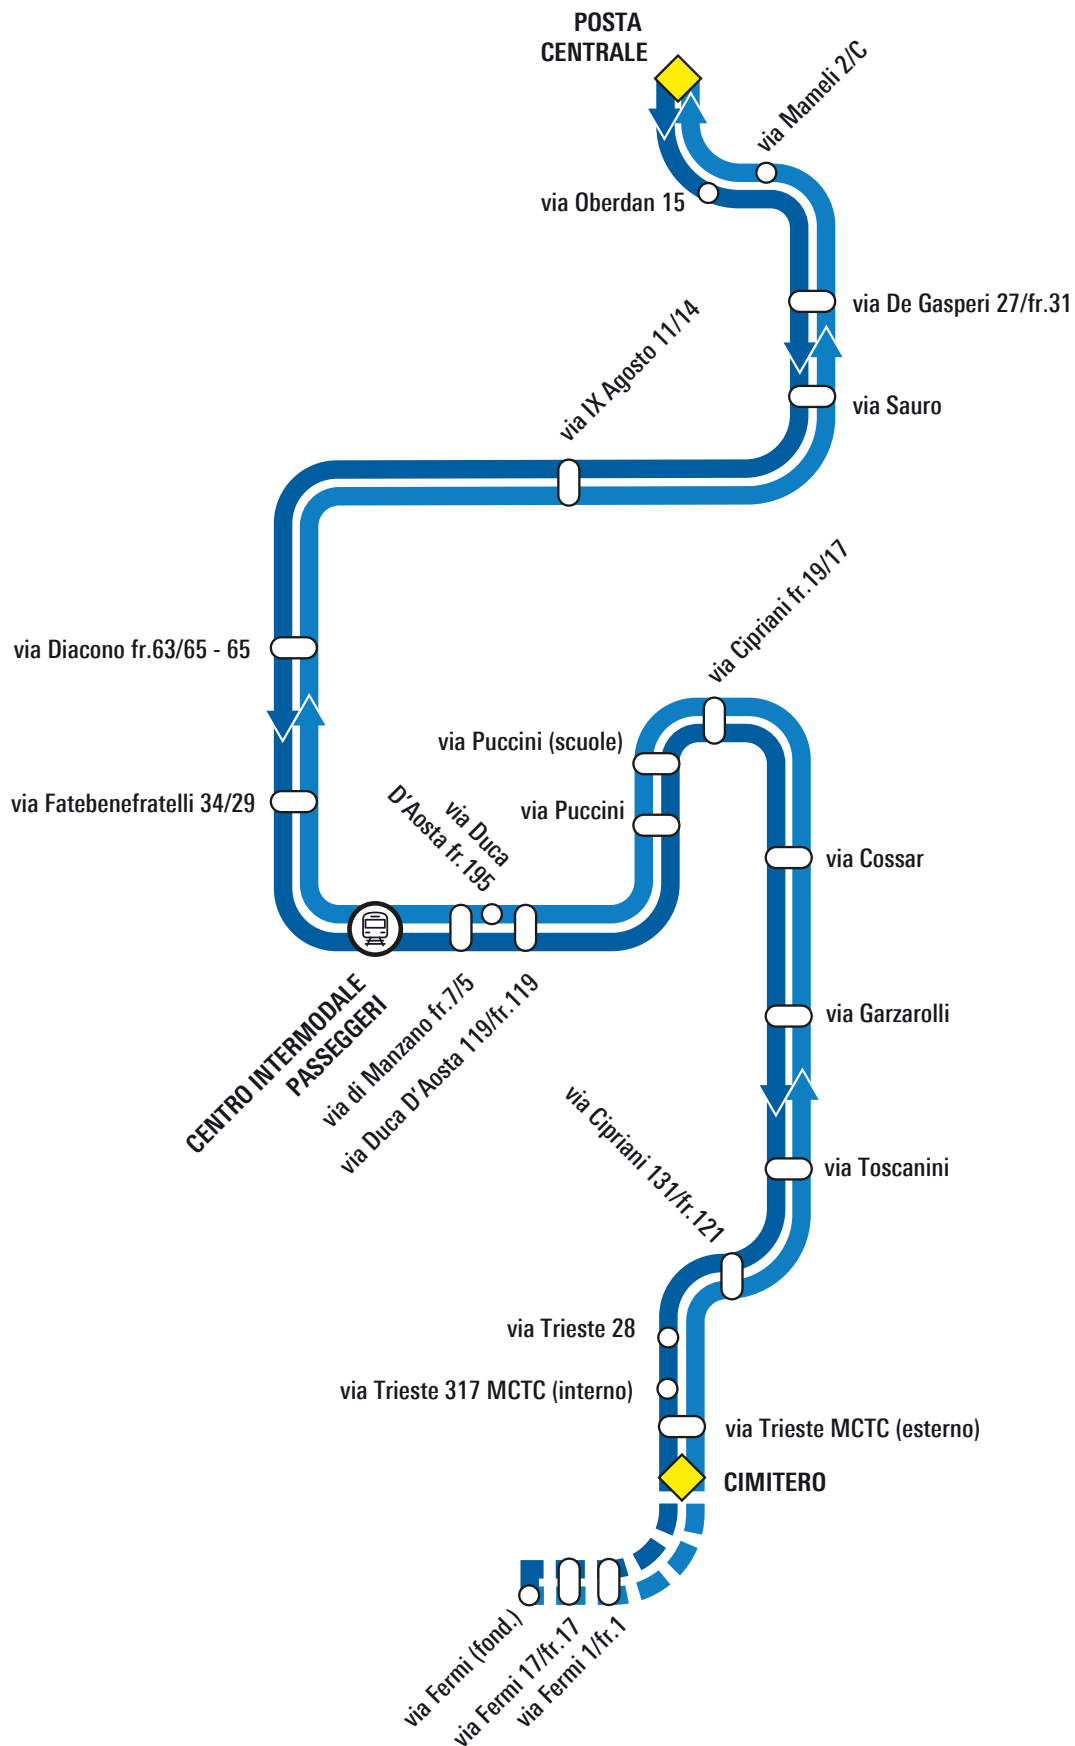 POSTA
CENTRALE
via Mameli 2/C
via Oberdan 15
via De Gasperi 27/fr.31
via Sauro
via IX Agosto 11/14
via Diacono fr.63/65 - 65
via Fatebenefratelli 34/29
CENTRO INTERMODALE
PASSEGGERI
via di Manzano fr.7/5
via Duca
D'Aosta fr.195
via Duca D'Aosta 119/fr.119
via Puccini
via Puccini (scuole)
via Cipriani fr.19/17
via Cossar
via Garzarolli
via Toscanini
via Cipriani 131/fr.121
via Trieste 28
via Trieste 317 MCTC (interno)
via Trieste MCTC (esterno)
CIMITERO
via Fermi (fond.)
via Fermi 17/fr.17
via Fermi 1/fr.1